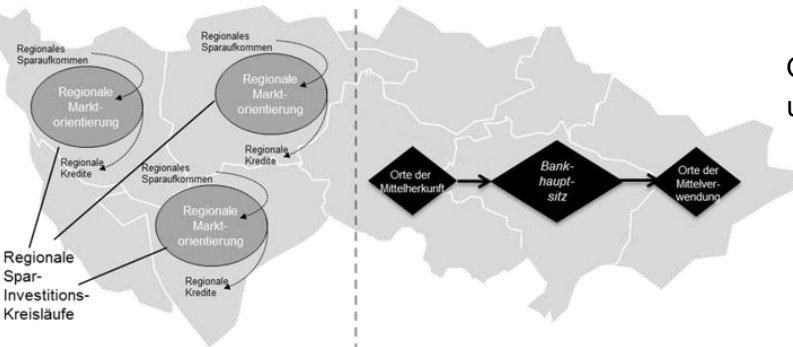 Regionales
Sparaufkommen
Regionale
Markt-
orientierung
Regionale
Kredite
Regionales
Sparaufkommen
Regionale
Markt-
orientierung
Regionale
Kredite
Regionales
Sparaufkommen
Regionale
Markt-
orientierung
Regionale
Kredite
Regionale
Spar-
Investitions-
Kreisläufe
Orte der
Mittelherkunft
Bank-
haupt-
sitz
Orte der
Mittelver-
wendung